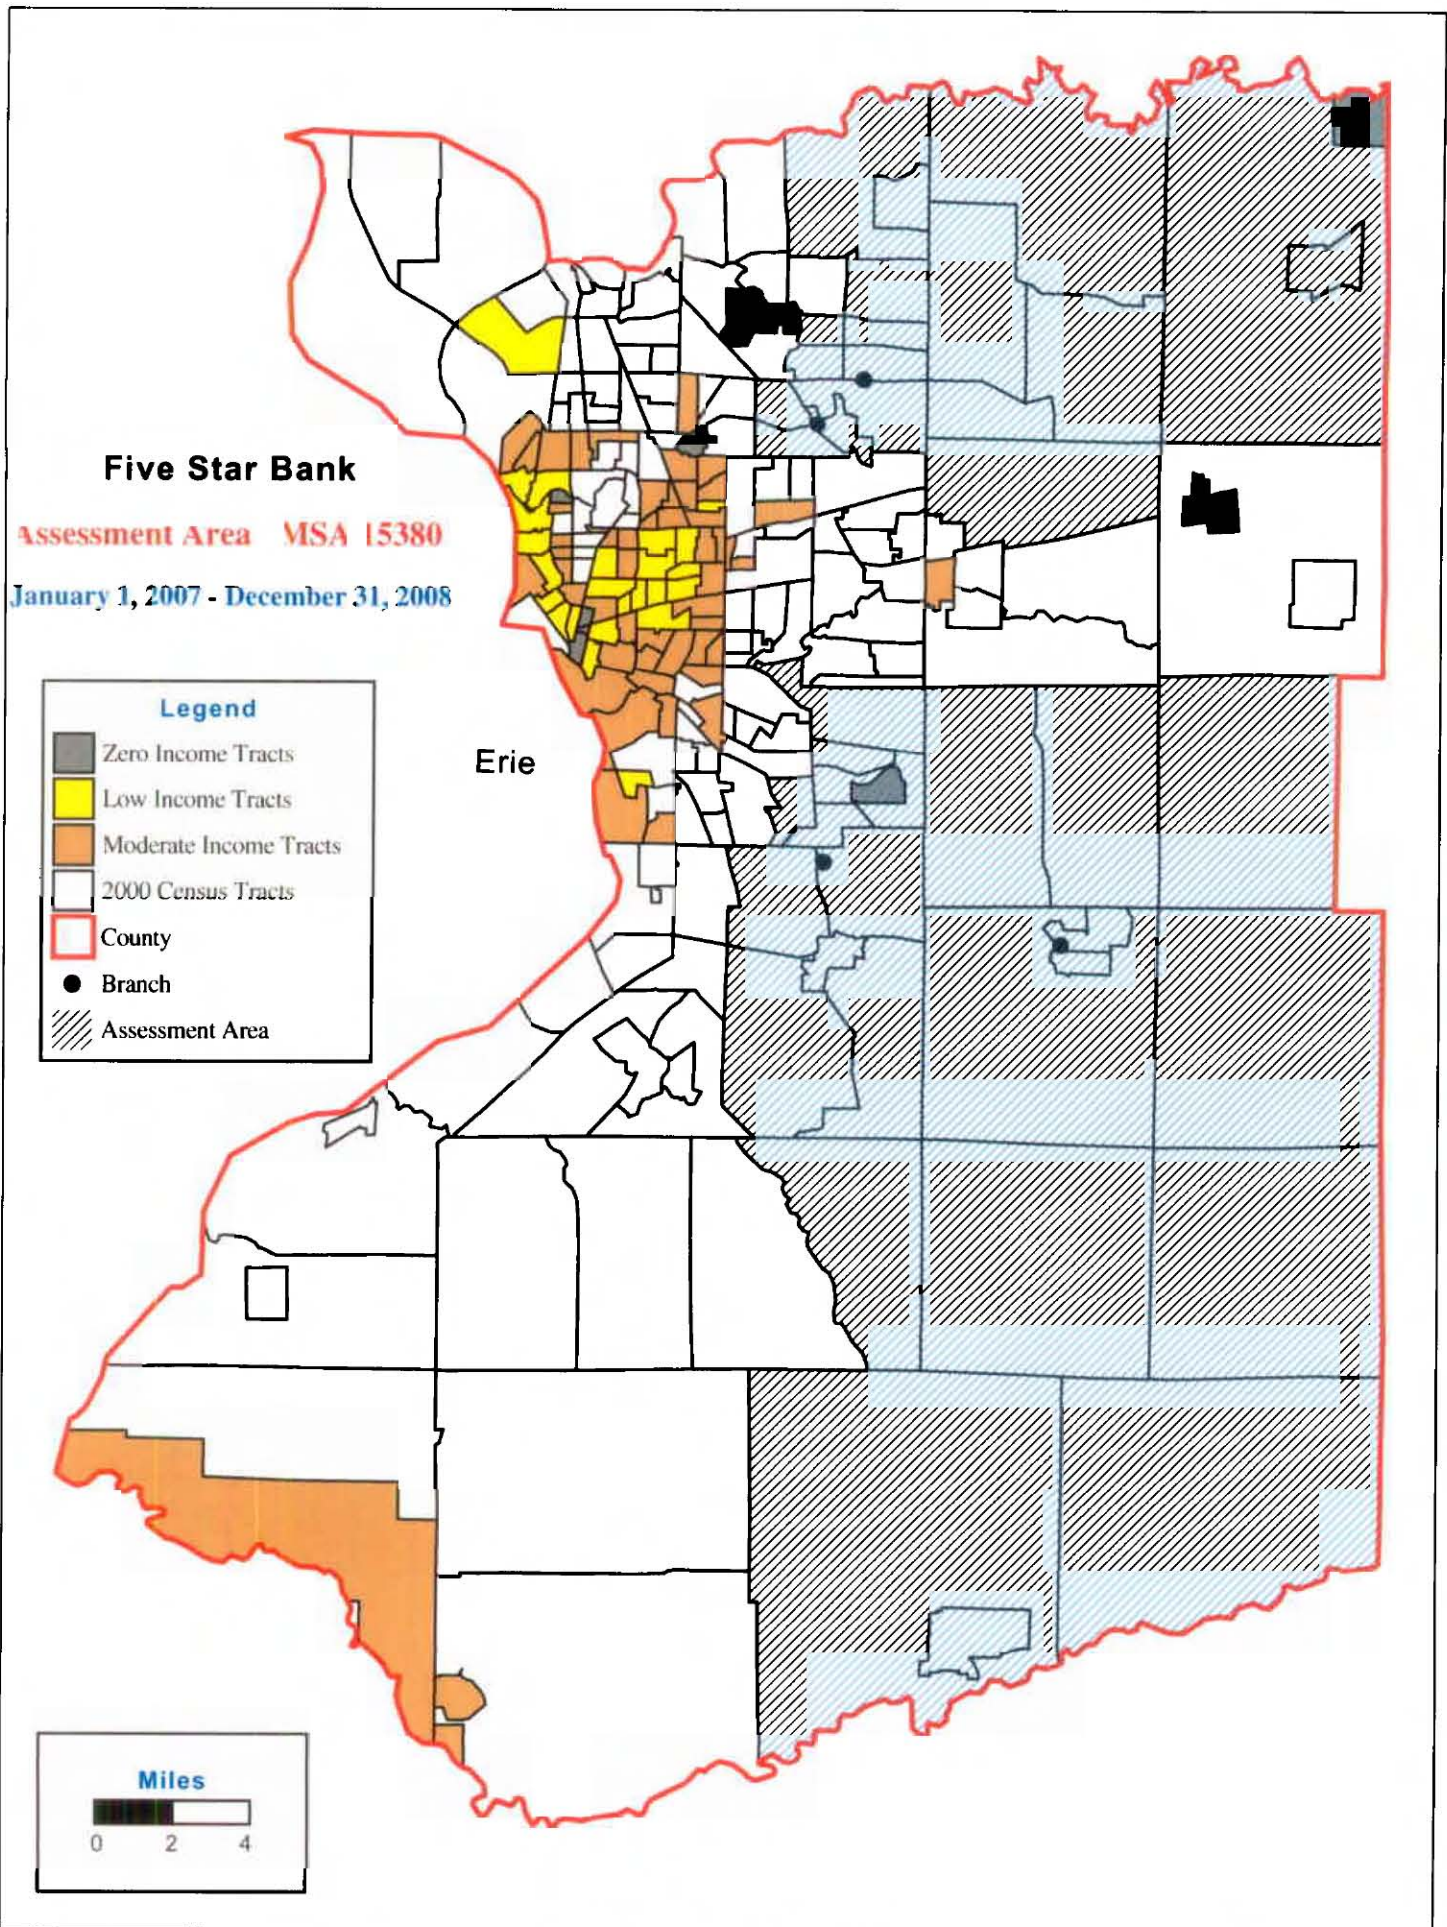 Five Star Bank
Assessment Area MSA 15380
January 1, 2007 - December 31, 2008
Legend
Zero Income Tracts
Low Income Tracts
Moderate Income Tracts
2000 Census Tracts
County
Branch
Assessment Area
Erie
Miles
0 2 4